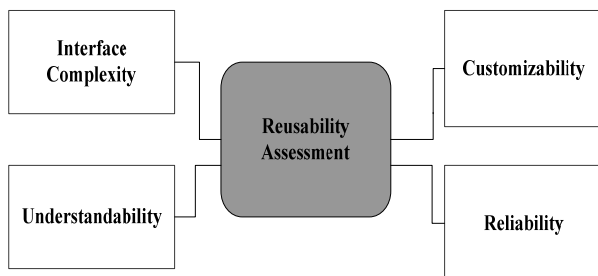 Interface
Complexity
Customizability
Reusability
Assessment
Understandability
Reliability